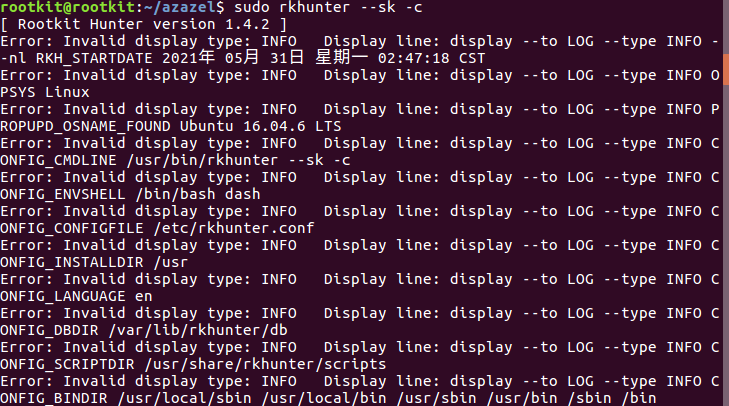 rootkit@rootkit:~/azazel$ sudo rkhunter --sk -c
[ Rootkit Hunter version 1.4.2 ]
Error: Invalid display type: INFO   Display line: display --to LOG --type INFO -
-nl RKH_STARTDATE 2021年 05月 31日 星期一 02:47:18 CST
Error: Invalid display type: INFO   Display line: display --to LOG --type INFO O
PSYS Linux
Error: Invalid display type: INFO   Display line: display --to LOG --type INFO P
ROPUPD_OSNAME_FOUND Ubuntu 16.04.6 LTS
Error: Invalid display type: INFO   Display line: display --to LOG --type INFO C
ONFIG_CMDLINE /usr/bin/rkhunter --sk -c
Error: Invalid display type: INFO   Display line: display --to LOG --type INFO C
ONFIG_ENVSHELL /bin/bash dash
Error: Invalid display type: INFO   Display line: display --to LOG --type INFO C
ONFIG_CONFIGFILE /etc/rkhunter.conf
Error: Invalid display type: INFO   Display line: display --to LOG --type INFO C
ONFIG_INSTALLDIR /usr
Error: Invalid display type: INFO   Display line: display --to LOG --type INFO C
ONFIG_LANGUAGE en
Error: Invalid display type: INFO   Display line: display --to LOG --type INFO C
ONFIG_DBDIR /var/lib/rkhunter/db
Error: Invalid display type: INFO   Display line: display --to LOG --type INFO C
ONFIG_SCRIPTDIR /usr/share/rkhunter/scripts
Error: Invalid display type: INFO   Display line: display --to LOG --type INFO C
ONFIG_BINDIR /usr/local/sbin /usr/local/bin /usr/sbin /usr/bin /sbin /bin